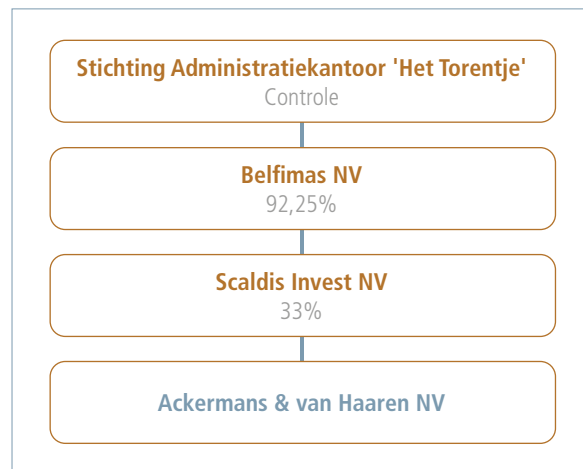 Stichting Administratiekantoor 'Het Torentje'
Controle
Belfimas NV
92,25%
Scaldis Invest NV
33%
Ackermans & van Haaren NV